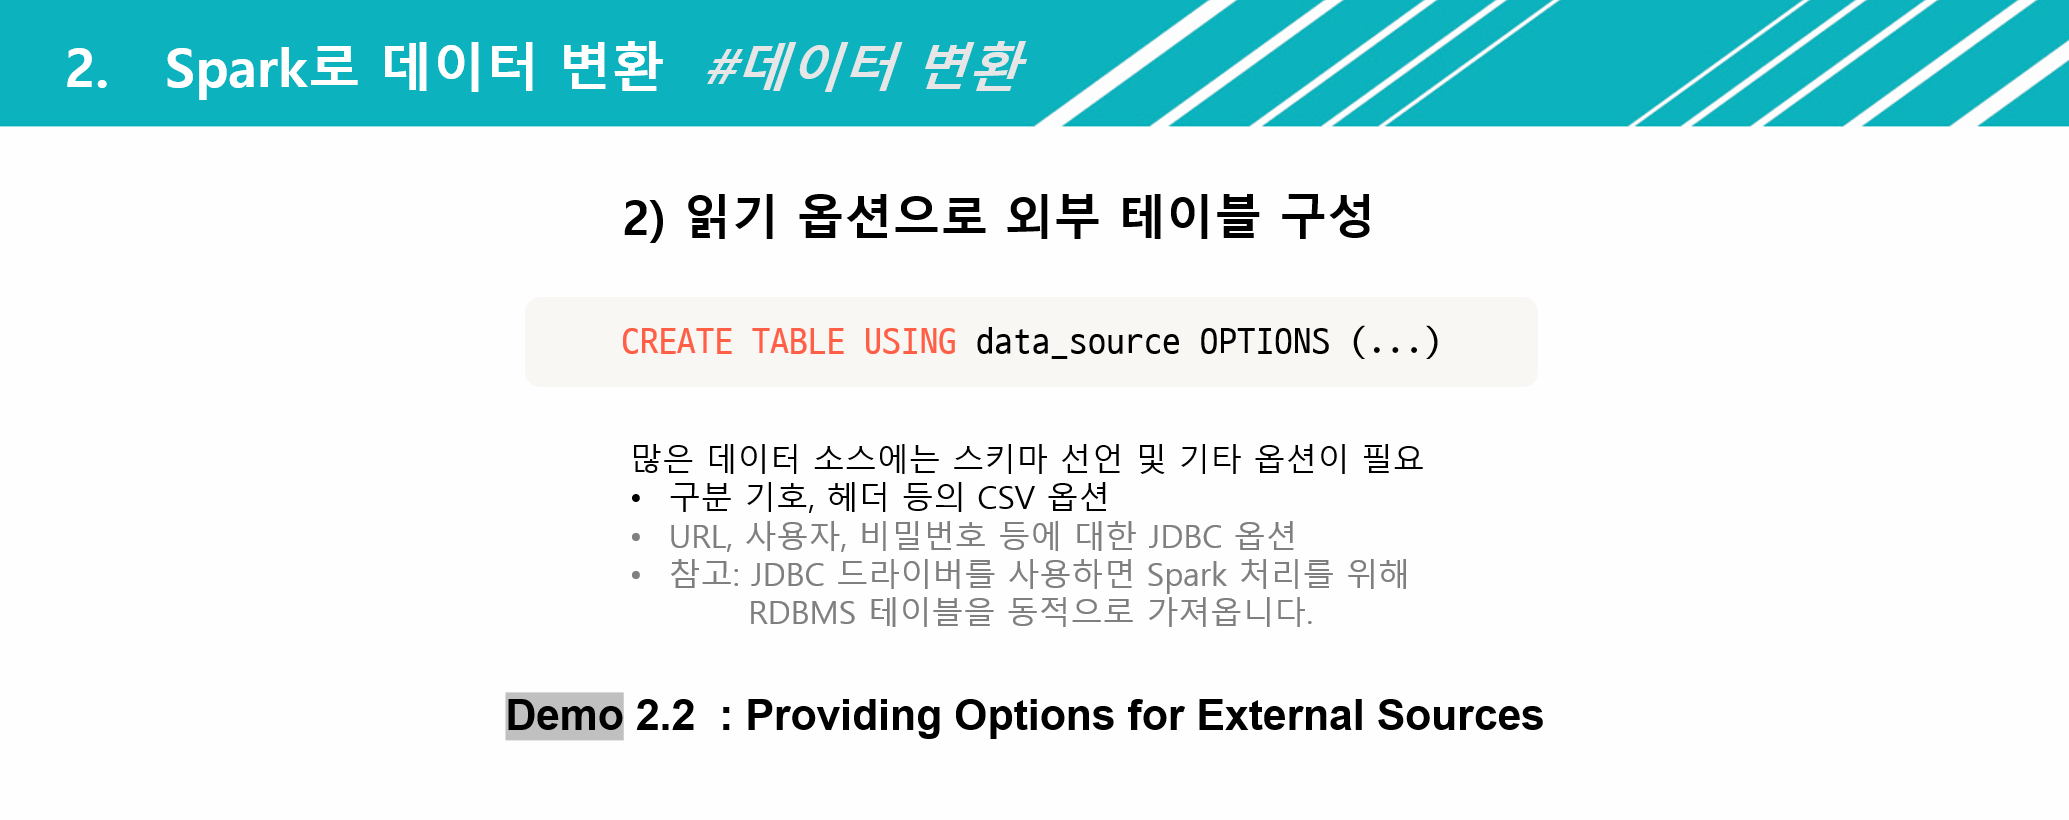 2. Spark로 데이터 변환 #데이터 변환
2) 읽기 옵션으로 외부 테이블 구성
CREATE TABLE USING data_source OPTIONS (...)
많은 데이터 소스에는 스키마 선언 및 기타 옵션이 필요
• 구분 기호, 헤더 등의 CSV 옵션
• URL, 사용자, 비밀번호 등에 대한 JDBC 옵션
• 참고: JDBC 드라이버를 사용하면 Spark 처리를 위해
RDBMS 테이블을 동적으로 가져옵니다.
Demo 2.2 : Providing Options for External Sources